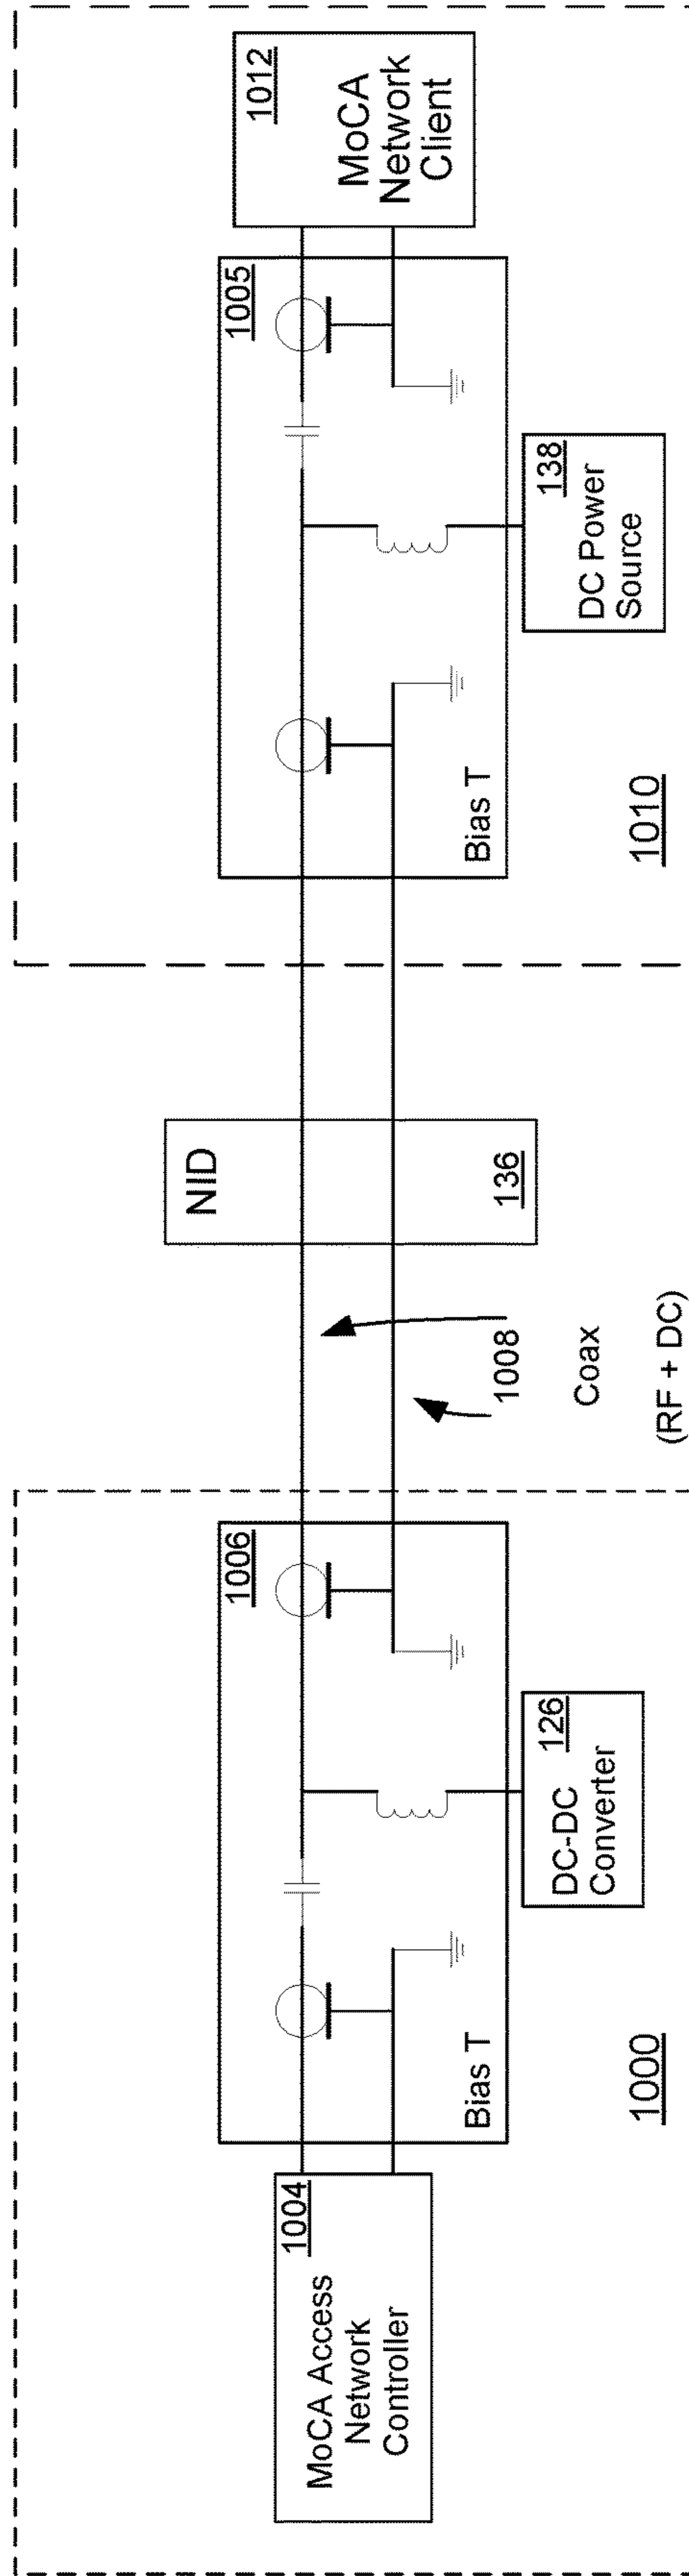 1004
MoCA Access
Network
Controller
1006
Bias T
126
DC-DC
Converter
1000
1008
Coax
(RF + DC)
NID
136
1005
Bias T
138
DC Power
Source
1010
1012
MoCA
Network
Client